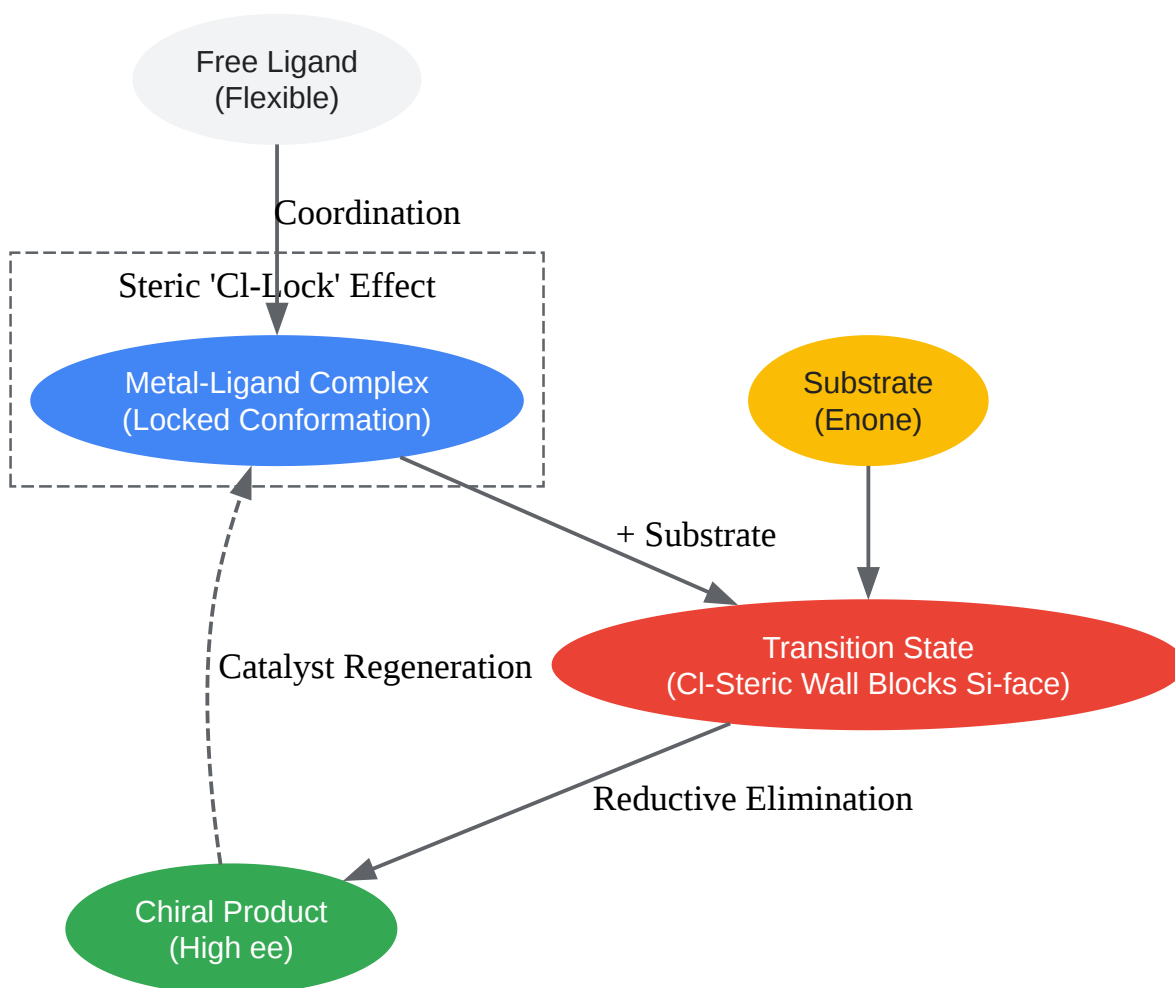 Free Ligand
(Flexible)
Coordination
Steric 'Cl-Lock' Effect
Metal-Ligand Complex
(Locked Conformation)
Substrate
(Enone)
+ Substrate
Transition State
(Cl-Steric Wall Blocks Si-face)
Catalyst Regeneration
Reductive Elimination
Chiral Product
(High ee)